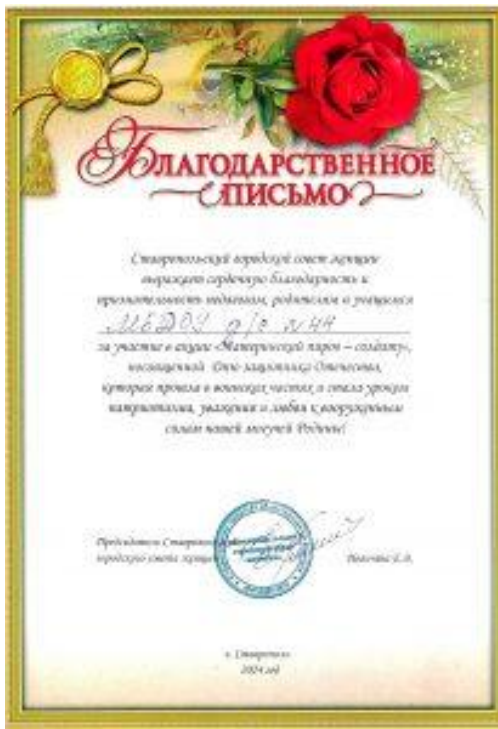 БЛАГОДАРСТВЕННОЕ
ПИСЬМО
Ставропольский городской совет женщин
выражает сердечную благодарность и
признательность педагогам, родителям и учащимся
МБДОУ д/с № 44
за участие в акции «Материнский пирог – солдату»,
посвященной Дню защитника Отечества,
которая прошла в воинских частях и стала уроком
патриотизма, уважения и любви к вооруженным
силам нашей могучей Родины!
Председатель
городского совета женщин
г. Ставрополь
2024 год